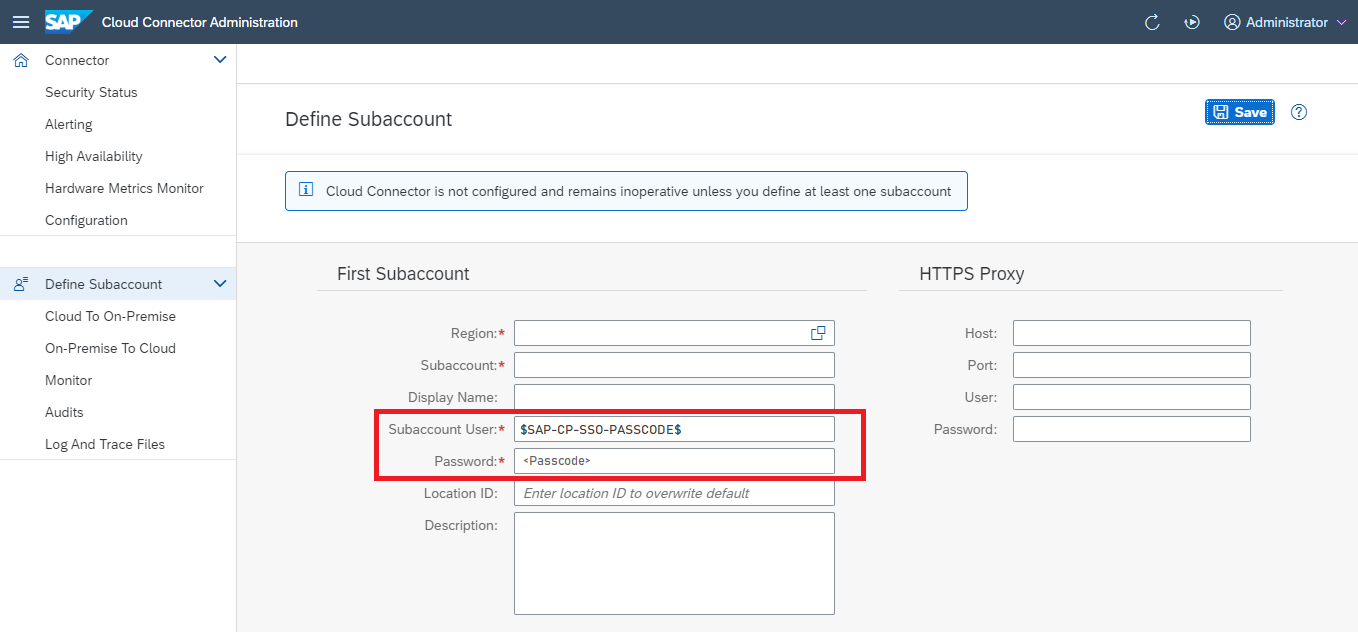 SAP Cloud Connector Administration
Administrator
Connector
Security Status
Alerting
High Availability
Hardware Metrics Monitor
Configuration
Define Subaccount
Cloud To On-Premise
On-Premise To Cloud
Monitor
Audits
Log And Trace Files
Define Subaccount
Save
Cloud Connector is not configured and remains inoperative unless you define at least one subaccount
First Subaccount
Region:*
Subaccount:*
Display Name:
Subaccount User:* $SAP-CP-SSO-PASSCODE$
Password:* <Passcode>
Location ID: Enter location ID to overwrite default
Description:
HTTPS Proxy
Host:
Port:
User:
Password: